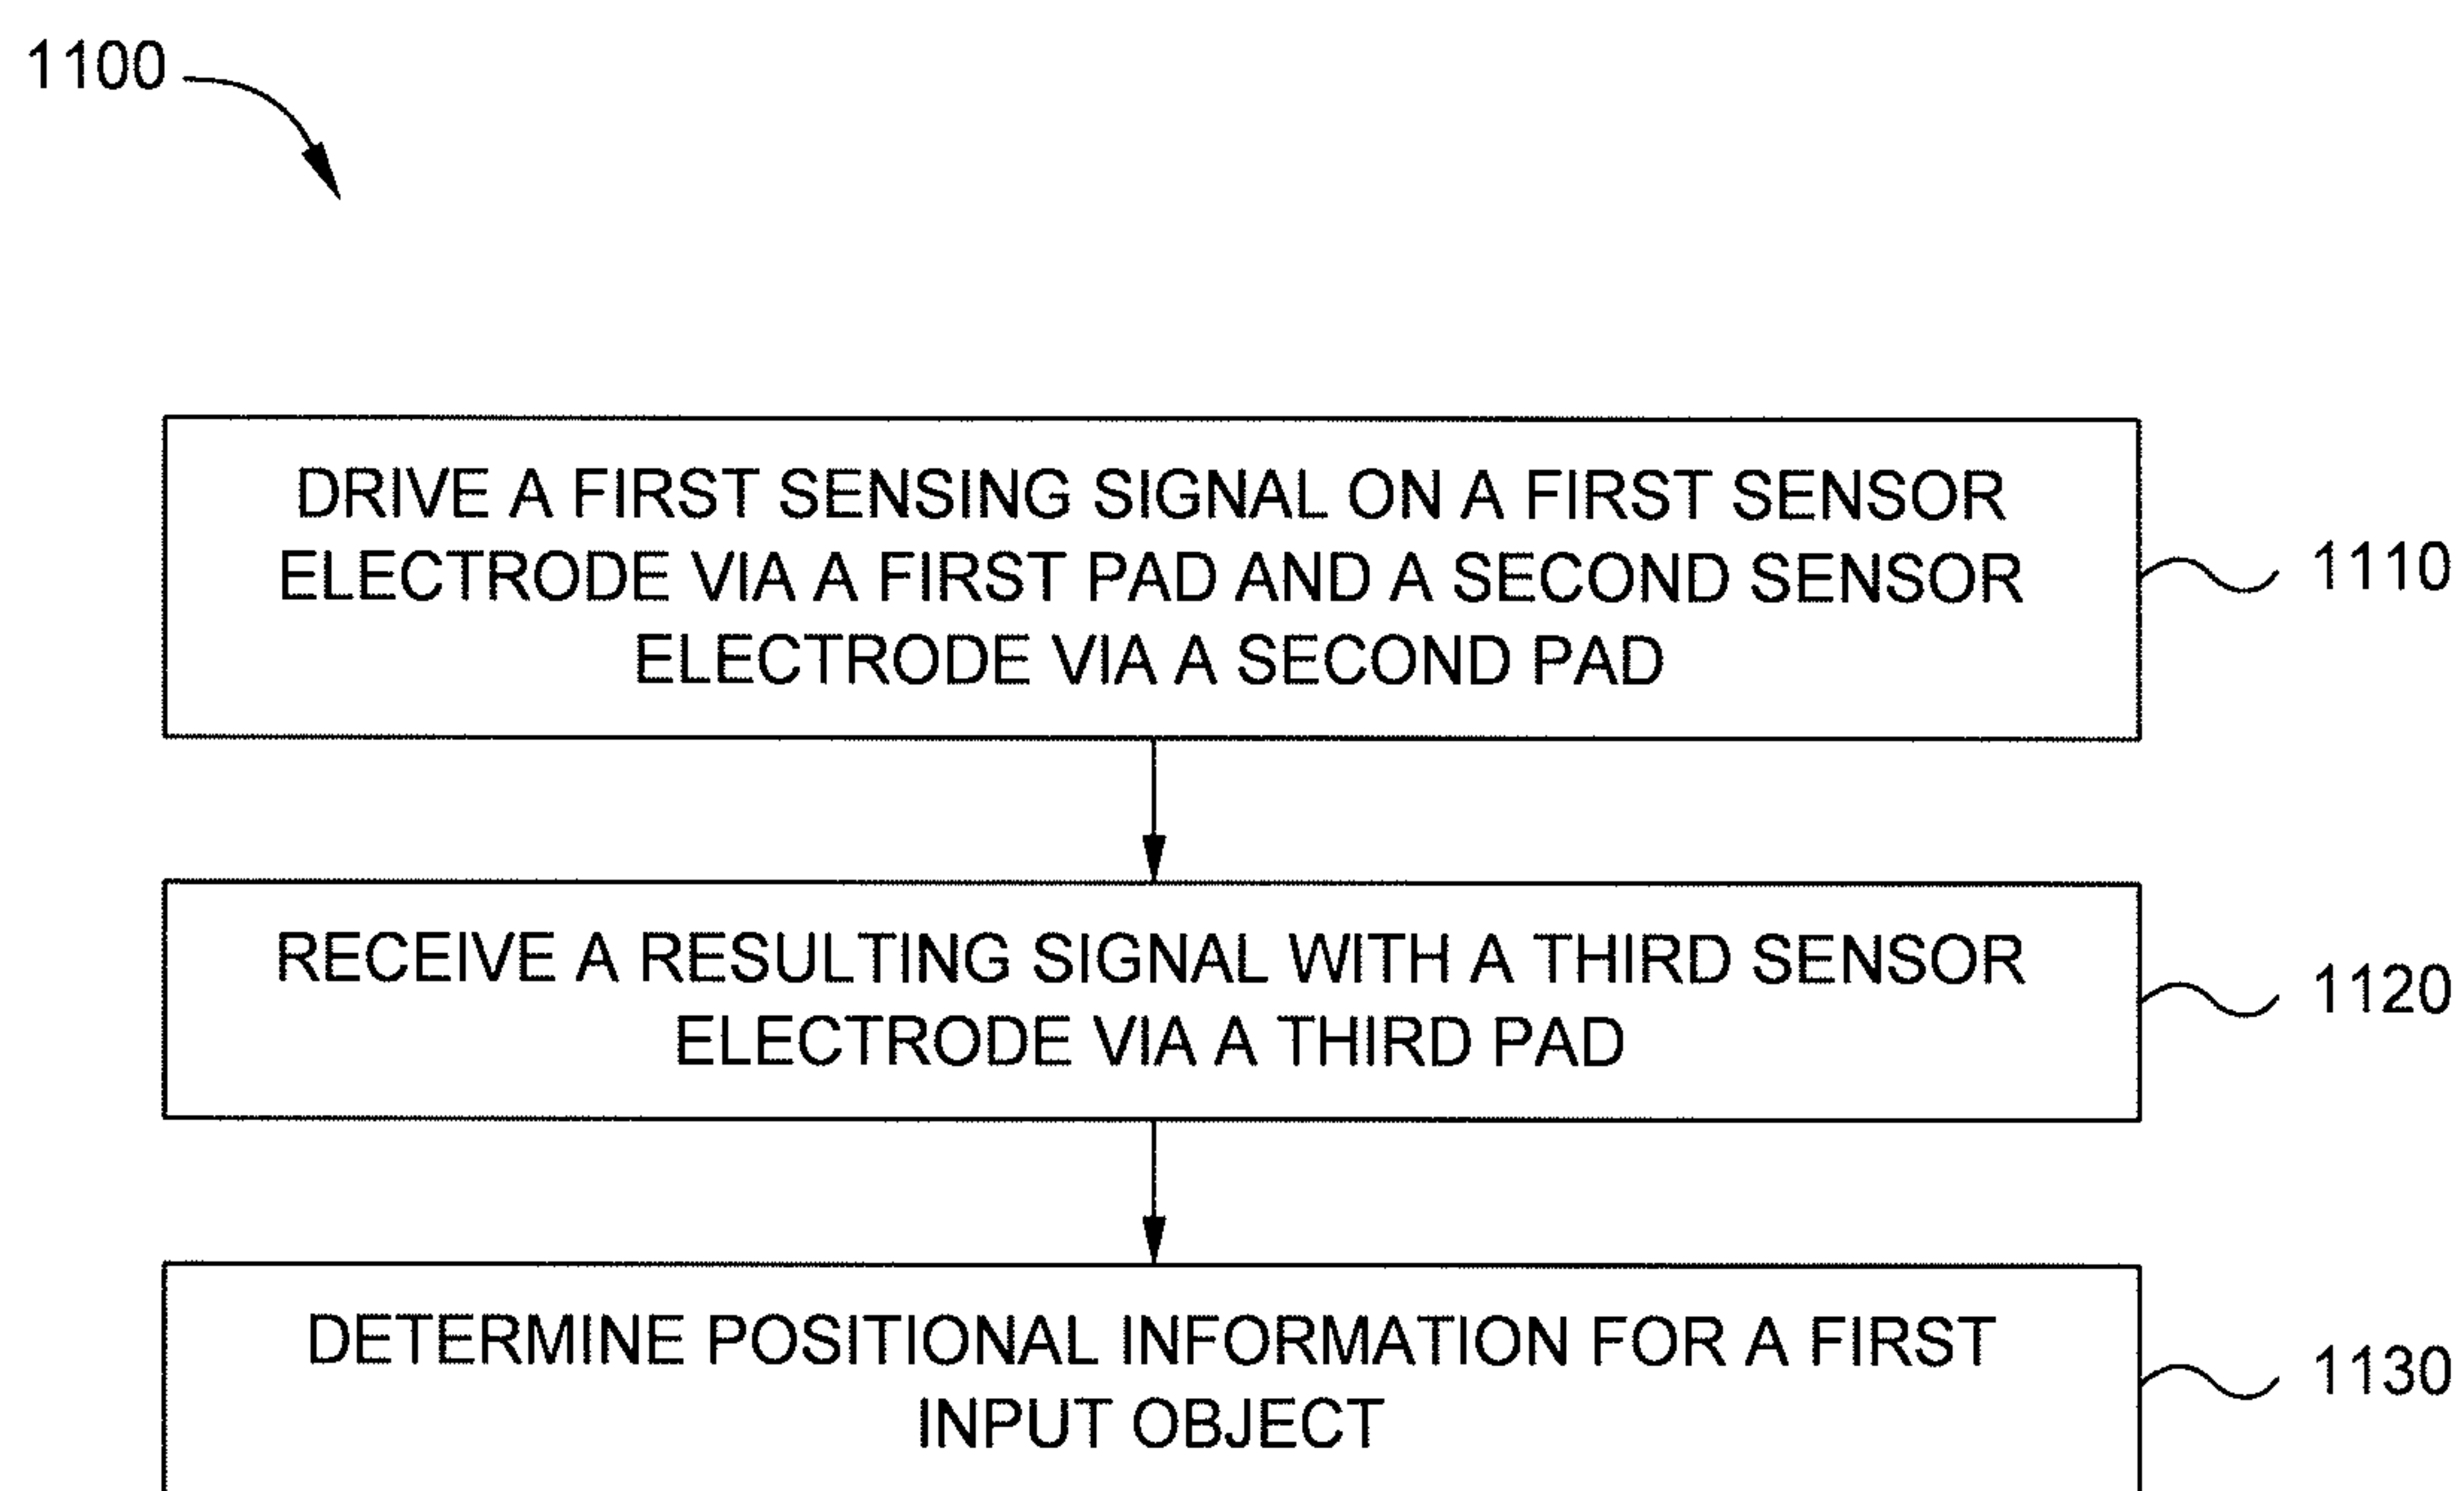 1100
DRIVE A FIRST SENSING SIGNAL ON A FIRST SENSOR
ELECTRODE VIA A FIRST PAD AND A SECOND SENSOR
ELECTRODE VIA A SECOND PAD
1110
RECEIVE A RESULTING SIGNAL WITH A THIRD SENSOR
ELECTRODE VIA A THIRD PAD
1120
DETERMINE POSITIONAL INFORMATION FOR A FIRST
INPUT OBJECT
1130